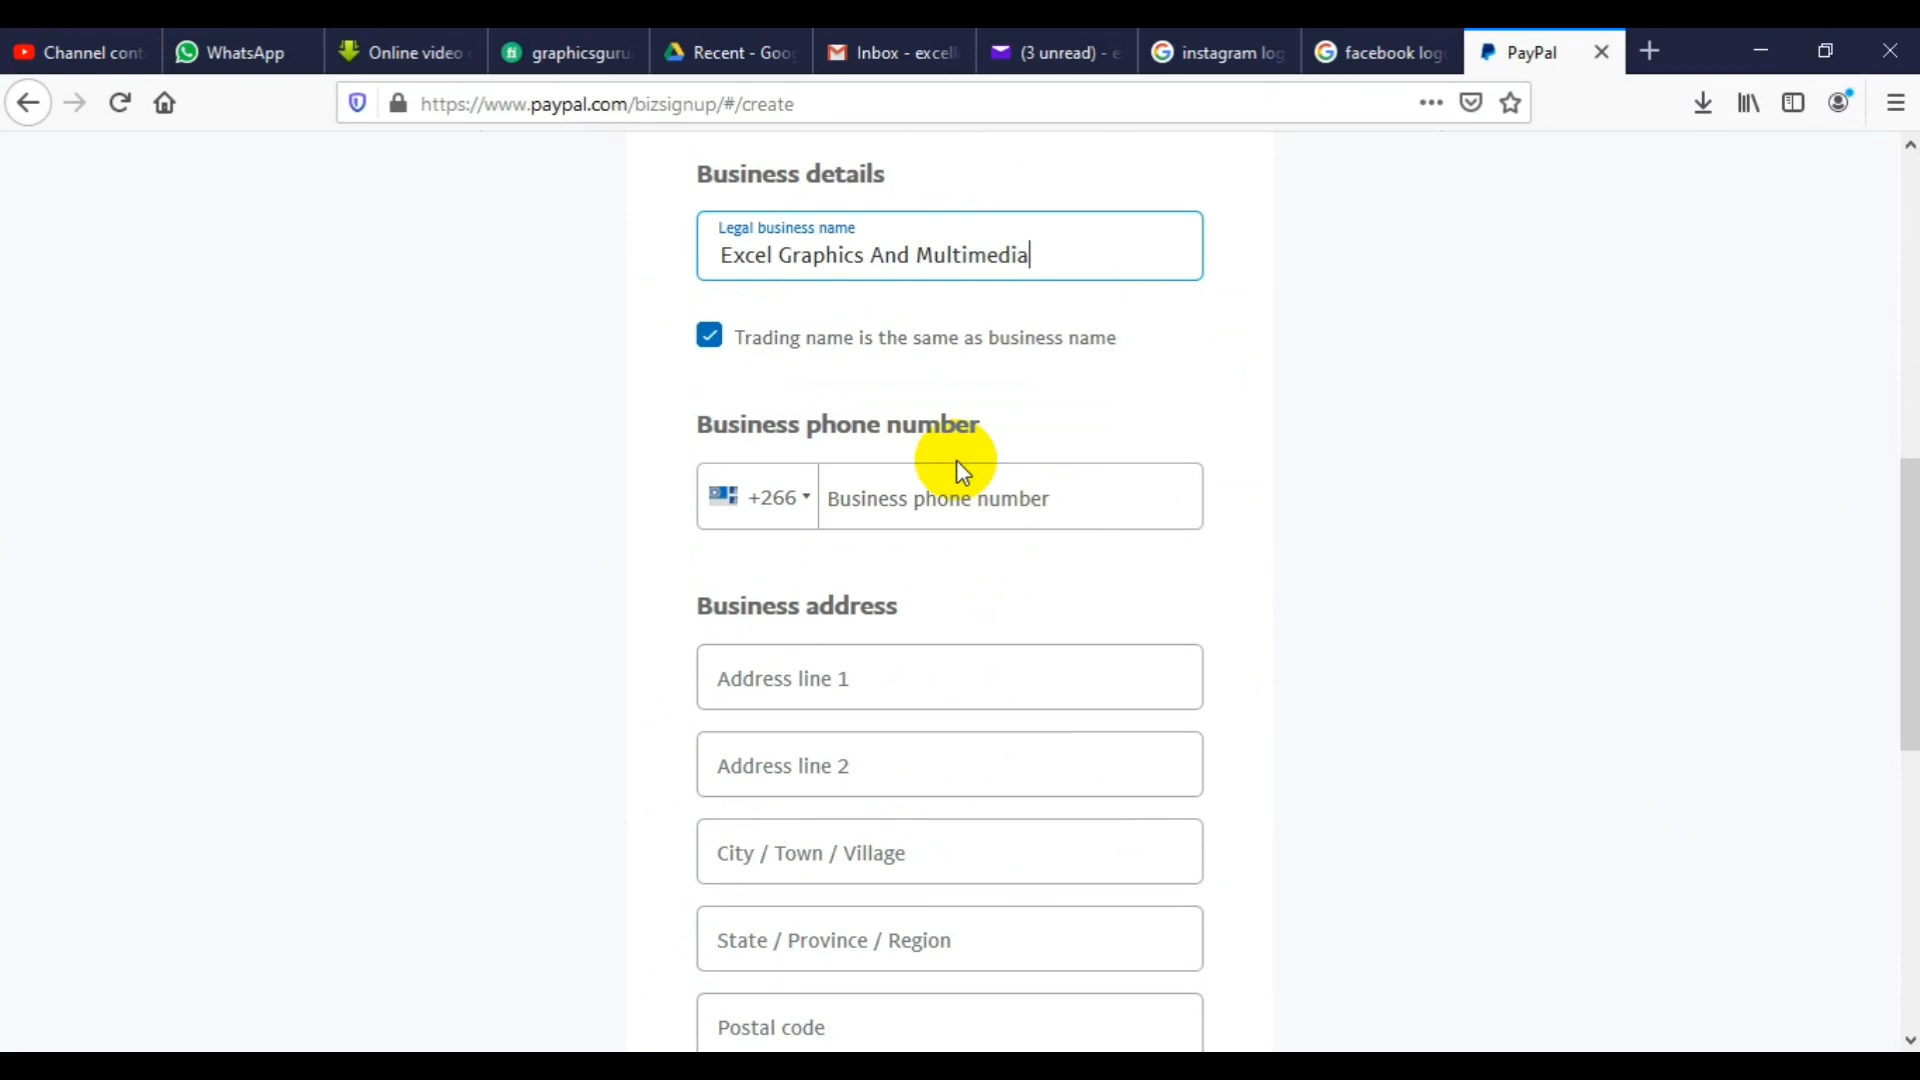 Channel cont
WhatsApp
Online video
graphicsguru
Recent - Goo
Inbox - excel
(3 unread) - e
instagram log
facebook log
PayPal
https://www.paypal.com/bizsignup/#/create
Business details
Legal business name
Excel Graphics And Multimedia
Trading name is the same as business name
Business phone number
+266
Business phone number
Business address
Address line 1
Address line 2
City / Town / Village
State / Province / Region
Postal code